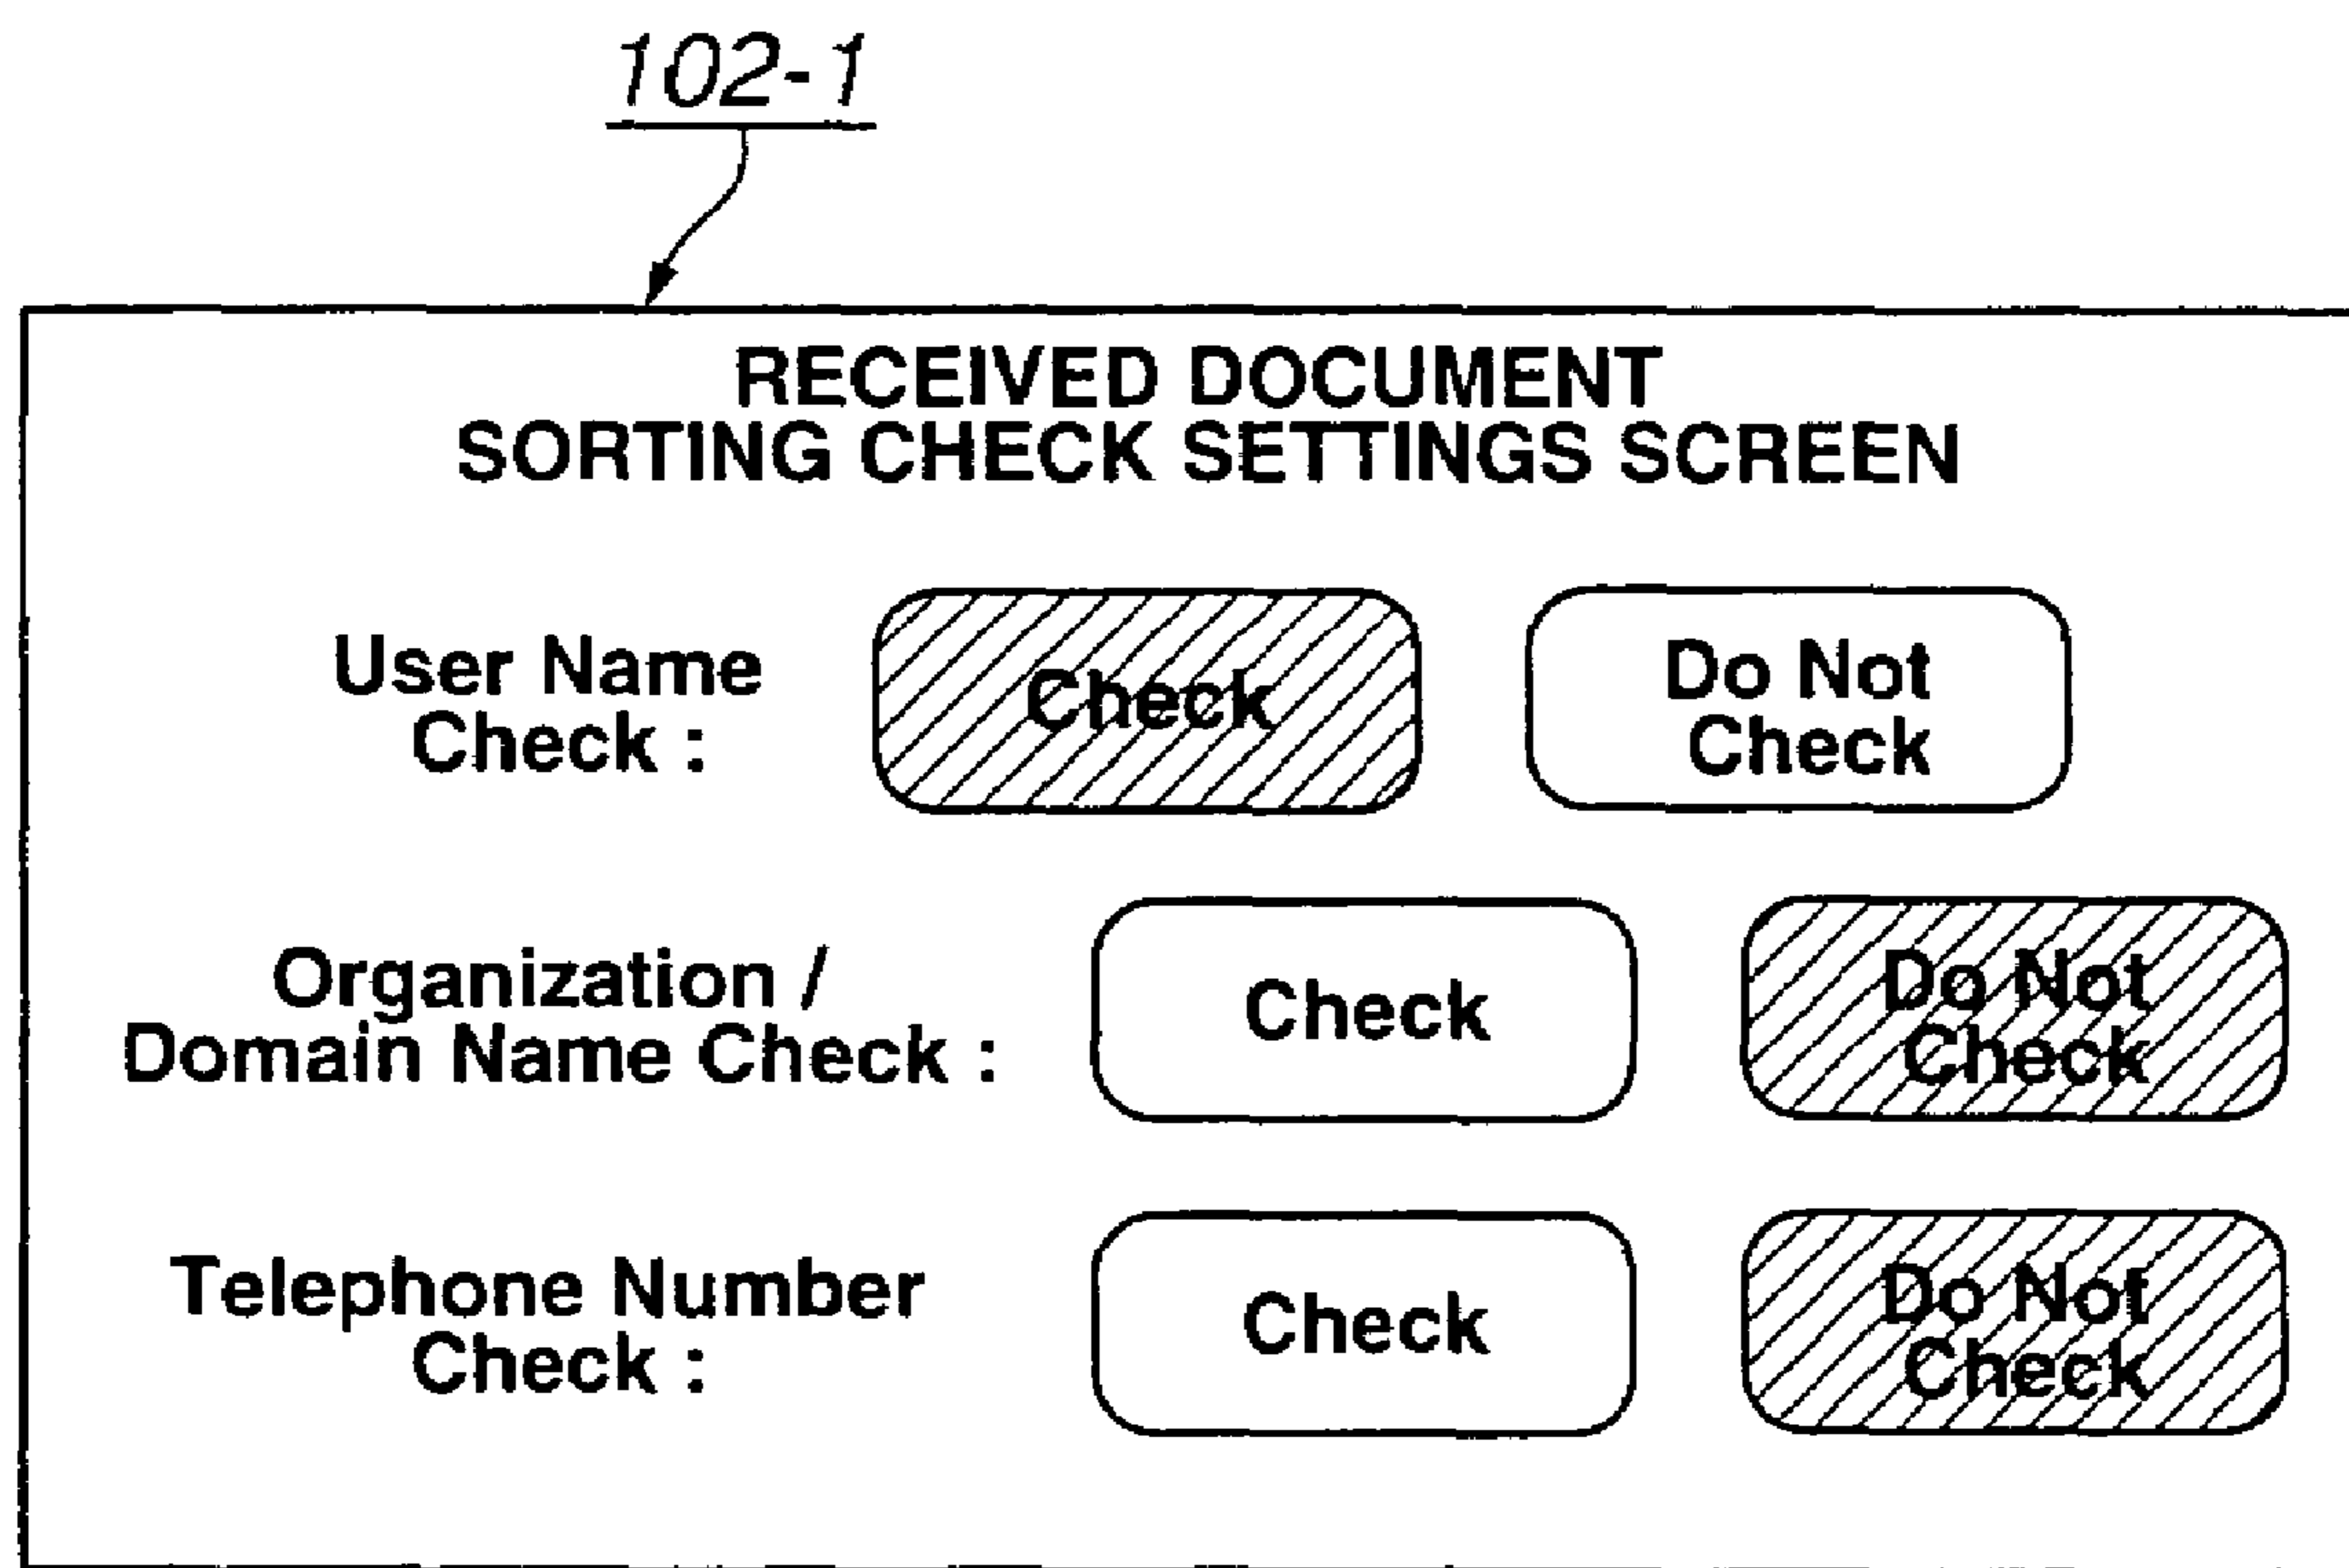 102-1
RECEIVED DOCUMENT
SORTING CHECK SETTINGS SCREEN
User Name
Check :
Check
Do Not
Check
Organization /
Domain Name Check :
Check
Do Not
Check
Telephone Number
Check :
Check
Do Not
Check